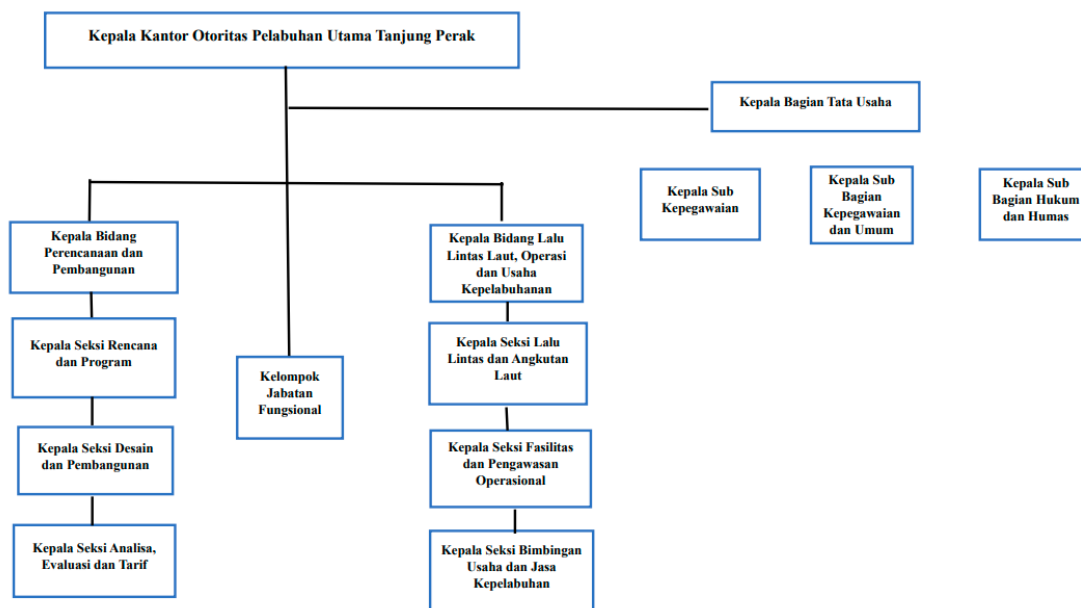 Kepala Kantor Otoritas Pelabuhan Utama Tanjung Perak
Kepala Bagian Tata Usaha
Kepala Sub
Kepegawaian
Kepala Sub
Bagian
Kepegawaian
dan Umum
Kepala Sub
Bagian Hukum
dan Humas
Kepala Bidang
Perencanaan dan
Pembangunan
Kepala Bidang Lalu
Lintas Laut, Operasi
dan Usaha
Kepelabuhanan
Kepala Seksi Rencana
dan Program
Kepala Seksi Lalu
Lintas dan Angkutan
Laut
Kelompok
Jabatan
Fungsional
Kepala Seksi Desain
dan Pembangunan
Kepala Seksi Fasilitas
dan Pengawasan
Operasional
Kepala Seksi Analisa,
Evaluasi dan Tarif
Kepala Seksi Bimbingan
Usaha dan Jasa
Kepelabuhan